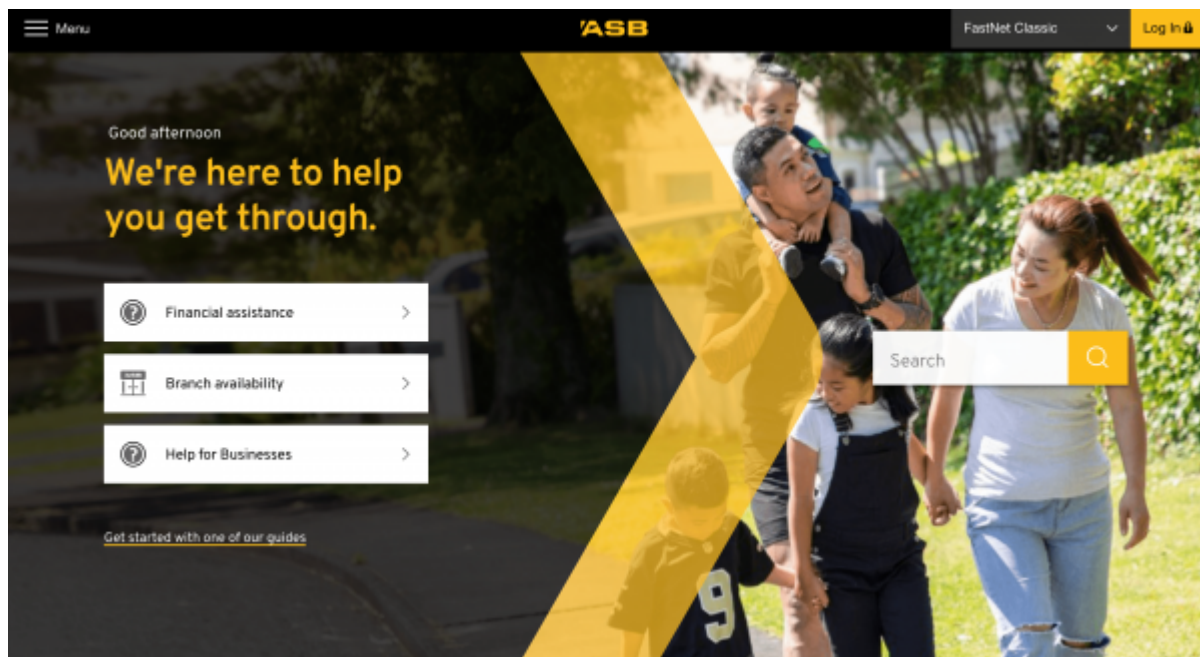 Menu
ASB
FastNet Classic
Log In
Good afternoon
We're here to help
you get through.
Financial assistance
Branch availability
Help for Businesses
Get started with one of our guides
Search
9